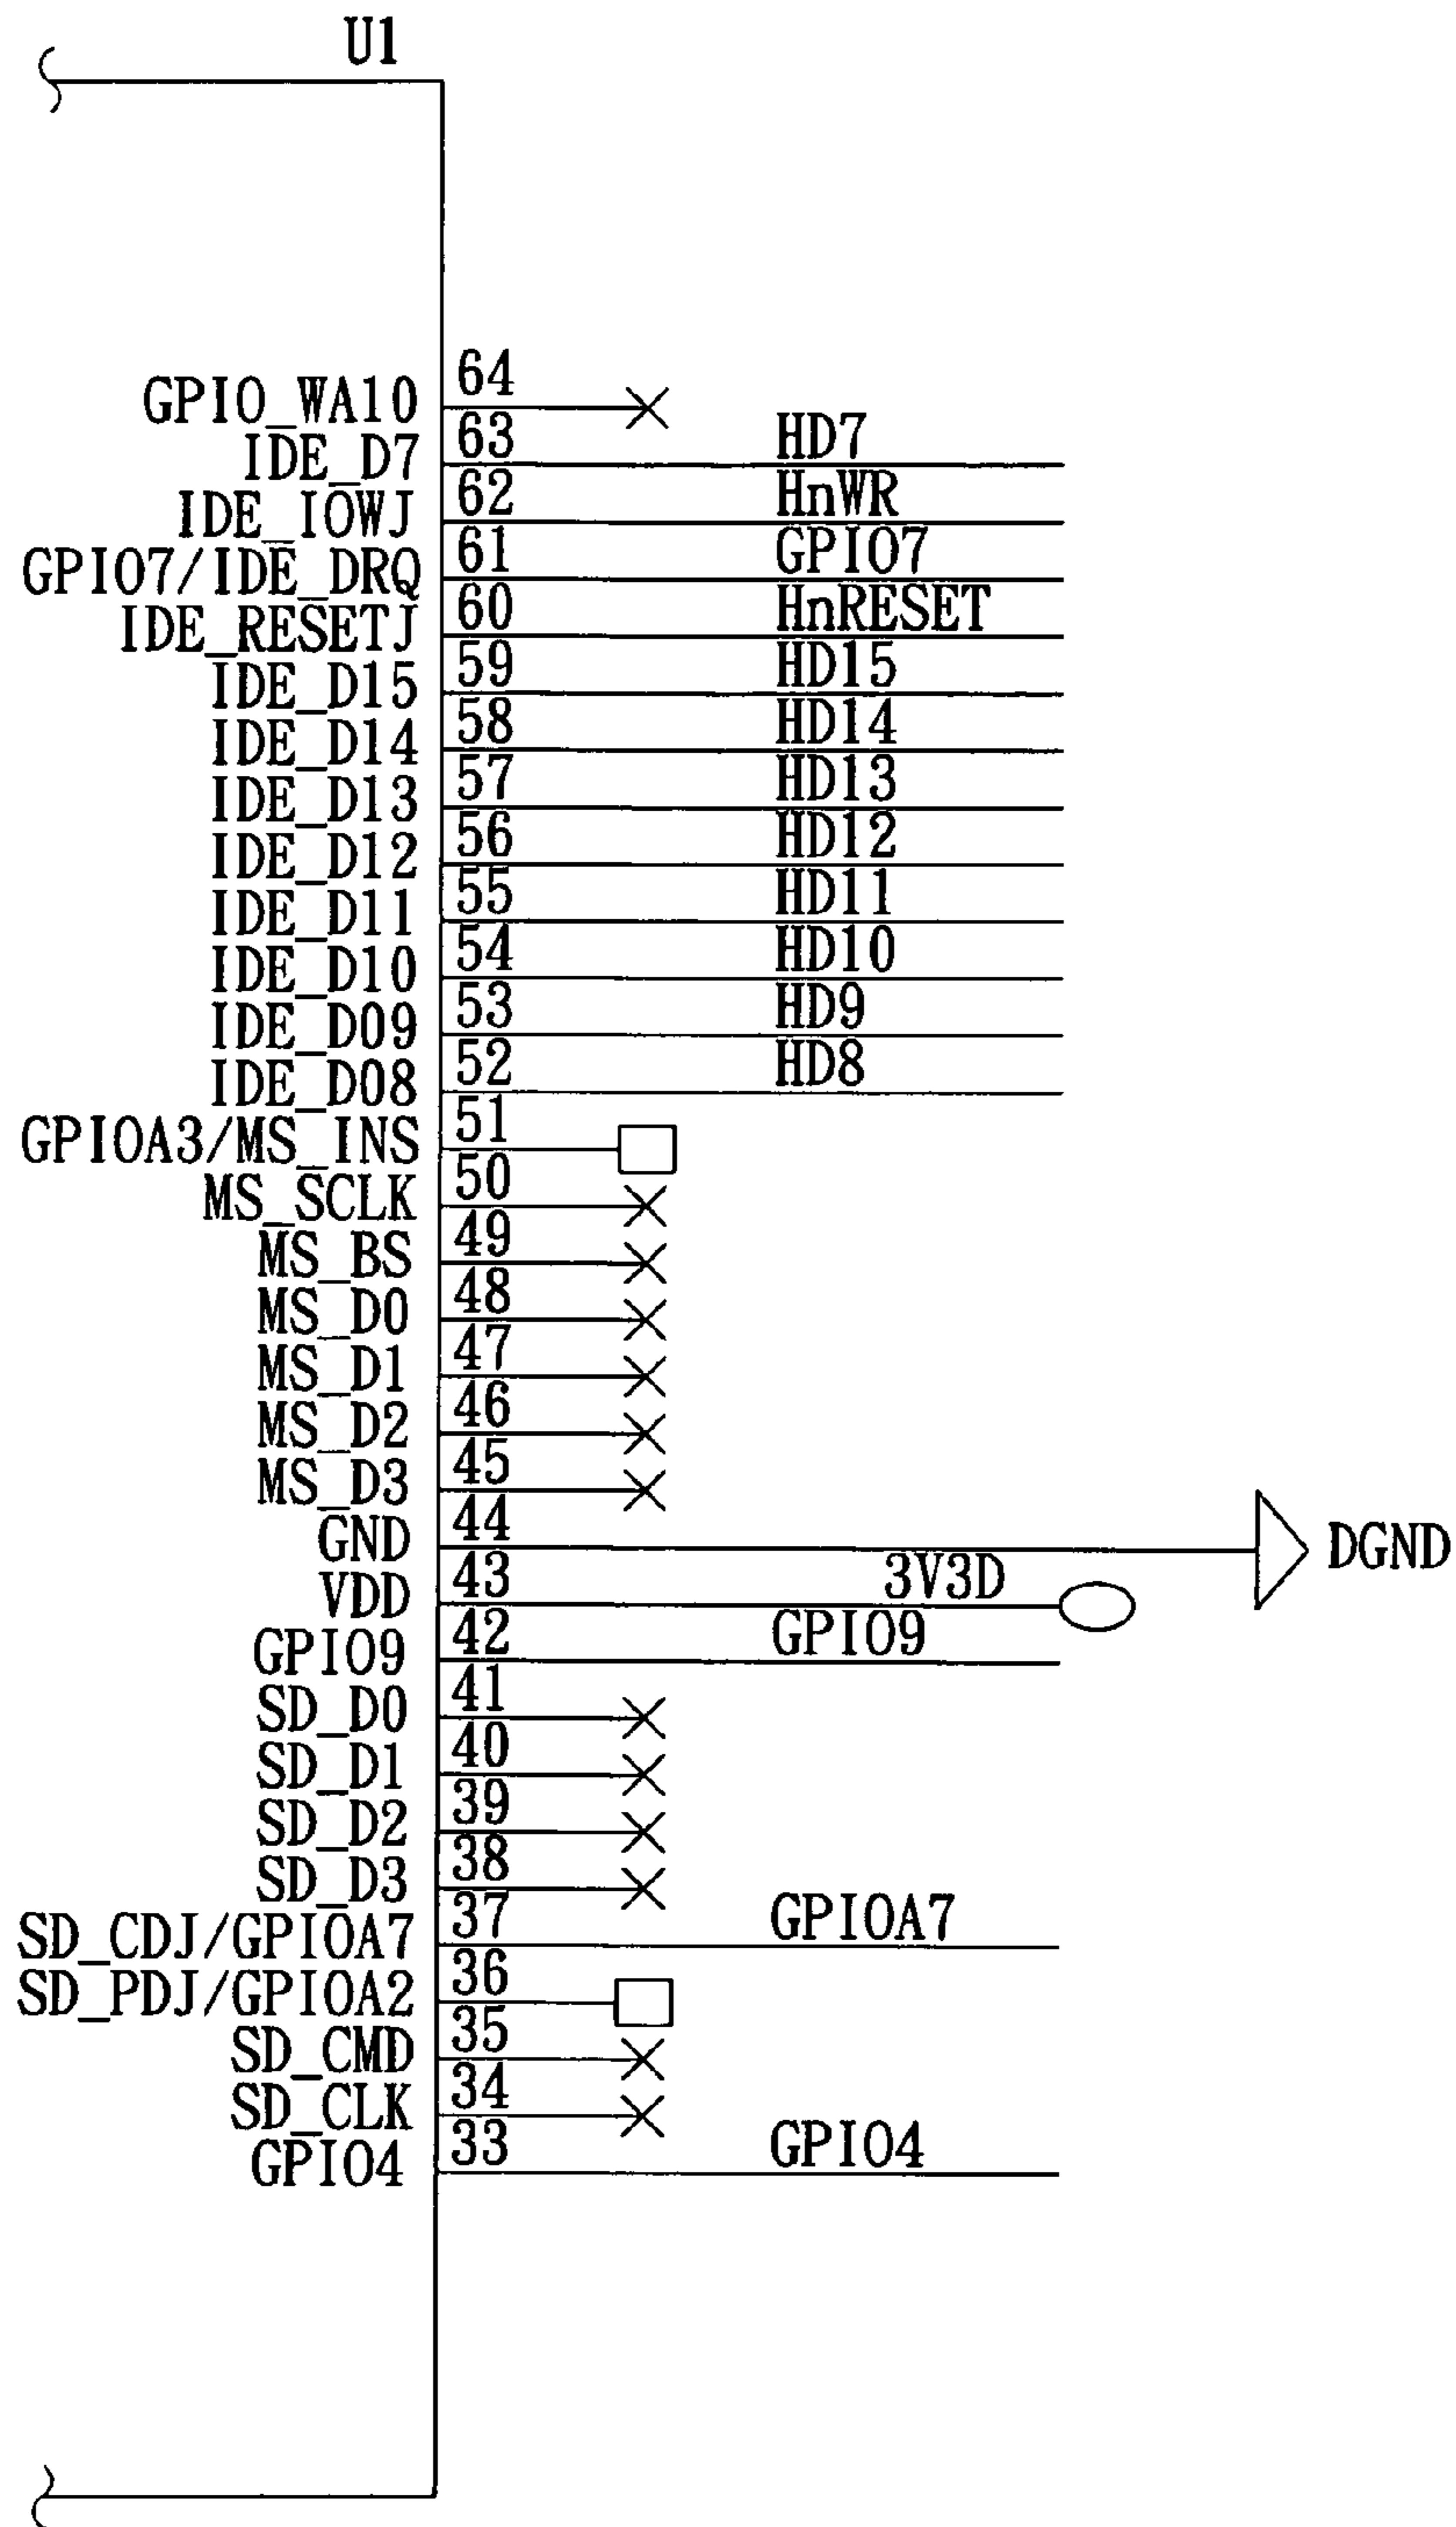 U1
GPIO_WA10 64
IDE_D7 63 HD7
IDE_IOWJ 62 HnWR
GPIO7/IDE_DRQ 61 GPIO7
IDE_RESETJ 60 HnRESET
IDE_D15 59 HD15
IDE_D14 58 HD14
IDE_D13 57 HD13
IDE_D12 56 HD12
IDE_D11 55 HD11
IDE_D10 54 HD10
IDE_D09 53 HD9
IDE_D08 52 HD8
GPIOA3/MS_INS 51
MS_SCLK 50
MS_BS 49
MS_D0 48
MS_D1 47
MS_D2 46
MS_D3 45
GND 44 DGND
VDD 43 3V3D
GPIO9 42 GPIO9
SD_D0 41
SD_D1 40
SD_D2 39
SD_D3 38
SD_CDJ/GPIOA7 37 GPIOA7
SD_PDJ/GPIOA2 36
SD_CMD 35
SD_CLK 34
GPIO4 33 GPIO4